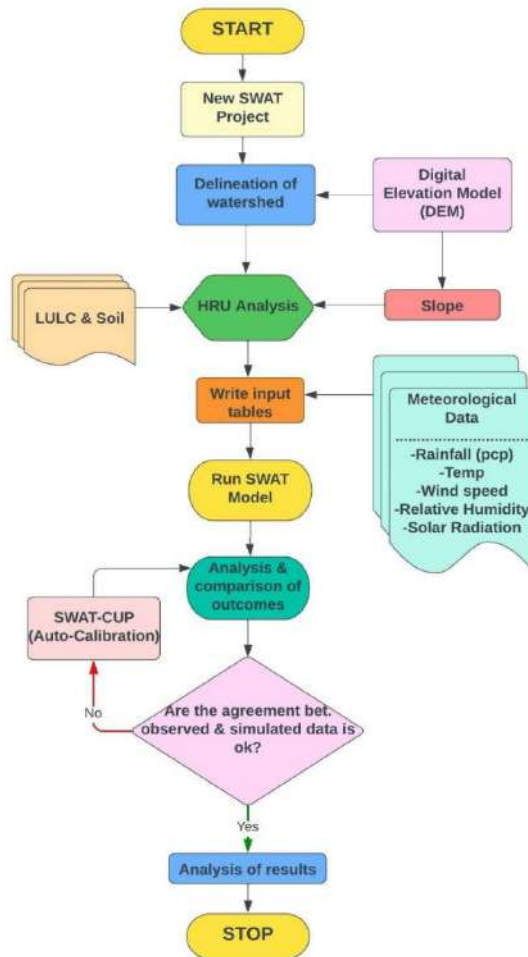 START
New SWAT
Project
Delineation of
watershed
Digital
Elevation Model
(DEM)
LULC & Soil
HRU Analysis
Slope
Write input
tables
Meteorological
Data
-Rainfall (pcp)
-Temp
-Wind speed
-Relative Humidity
-Solar Radiation
Run SWAT
Model
Analysis &
comparison of
outcomes
SWAT-CUP
(Auto-Calibration)
No
Are the agreement bet.
observed & simulated data is
ok?
Yes
Analysis of results
STOP